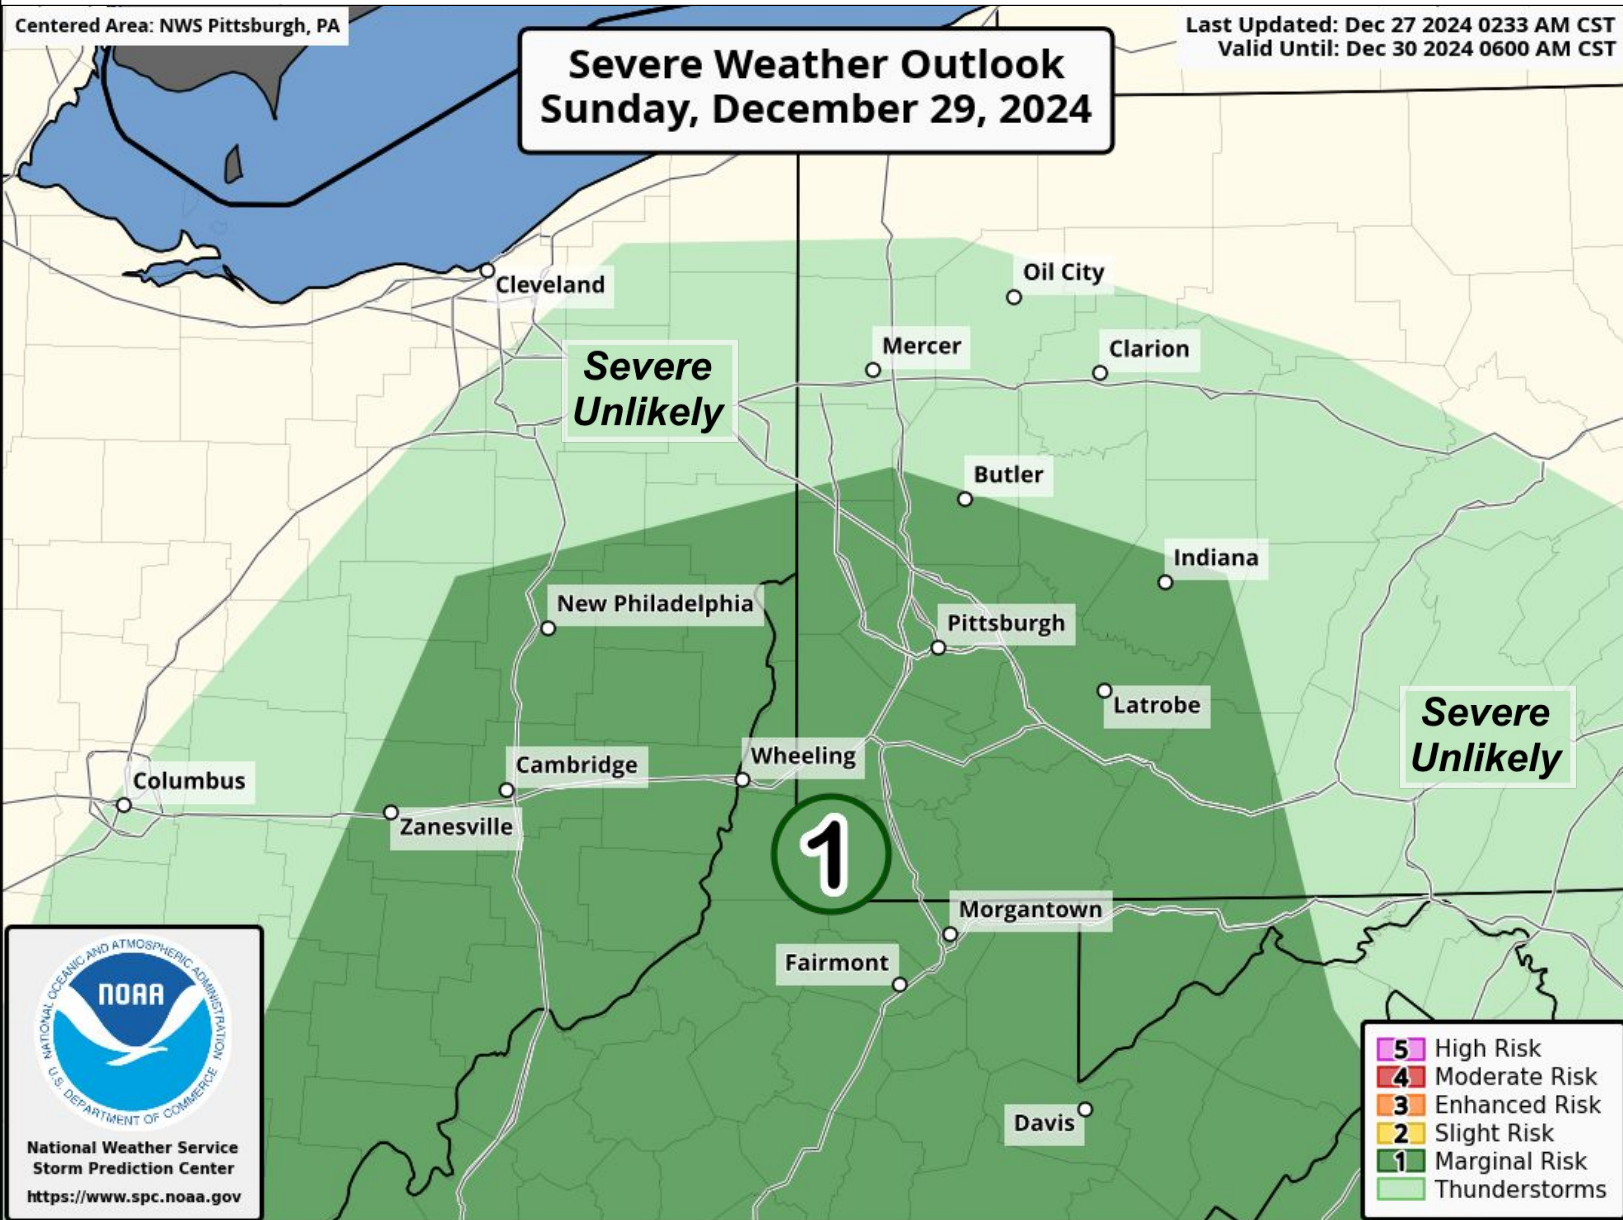 Centered Area: NWS Pittsburgh, PA
Last Updated: Dec 27 2024 0233 AM CST
Valid Until: Dec 30 2024 0600 AM CST
Severe Weather Outlook
Sunday, December 29, 2024
Oil City
Cleveland
Mercer
Clarion
Severe
Unlikely
Butler
Indiana
New Philadelphia
Pittsburgh
Latrobe
Severe
Unlikely
Wheeling
Cambridge
Columbus
Zanesville
1
Morgantown
Fairmont
Davis
NATIONAL OCEANIC AND ATMOSPHERIC ADMINISTRATION
NOAA
U.S. DEPARTMENT OF COMMERCE
National Weather Service
Storm Prediction Center
https://www.spc.noaa.gov
5 High Risk
4 Moderate Risk
3 Enhanced Risk
2 Slight Risk
1 Marginal Risk
Thunderstorms